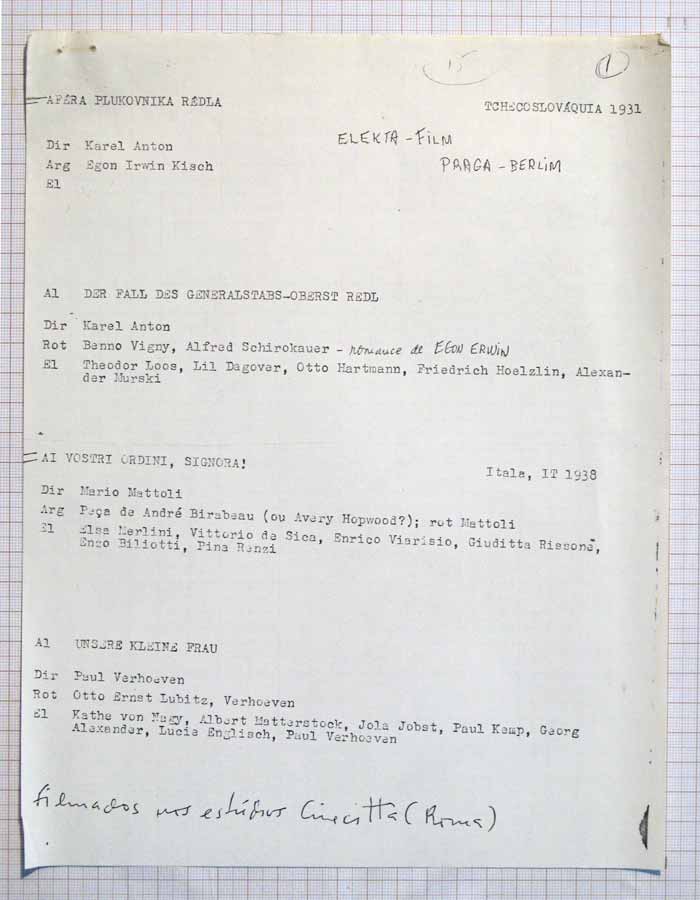 15
1
AFÉRA PLUKOVNIKA RÉDLA TCHECOSLOVÁQUIA 1931
ELEKTA-FILM
Dir Karel Anton
PRAGA-BERLIM
Arg Egon Irwin Kisch
El
Al DER FALL DES GENERALSTABS-OBERST REDL
Dir Karel Anton
Rot Benno Vigny, Alfred Schirokauer - romance de EGON ERWIN
El Theodor Loos, Lil Dagover, Otto Hartmann, Friedrich Hoelzlin, Alexan-
der Murski
AI VOSTRI ORDINI, SIGNORA!
Itala, IT 1938
Dir Mario Mattoli
Arg Peça de André Birabeau (ou Avery Hopwood?); rot Mattoli
El Elsa Merlini, Vittorio de Sica, Enrico Viarisio, Giuditta Rissone,
Enzo Biliotti, Pina Renzi
Al UNSERE KLEINE FRAU
Dir Paul Verhoeven
Rot Otto Ernst Lubitz, Verhoeven
El Kathe von Nagy, Albert Matterstock, Jola Jobst, Paul Kemp, Georg
Alexander, Lucie Englisch, Paul Verhoeven
filmados nos estúdios Cinecittà (Roma)